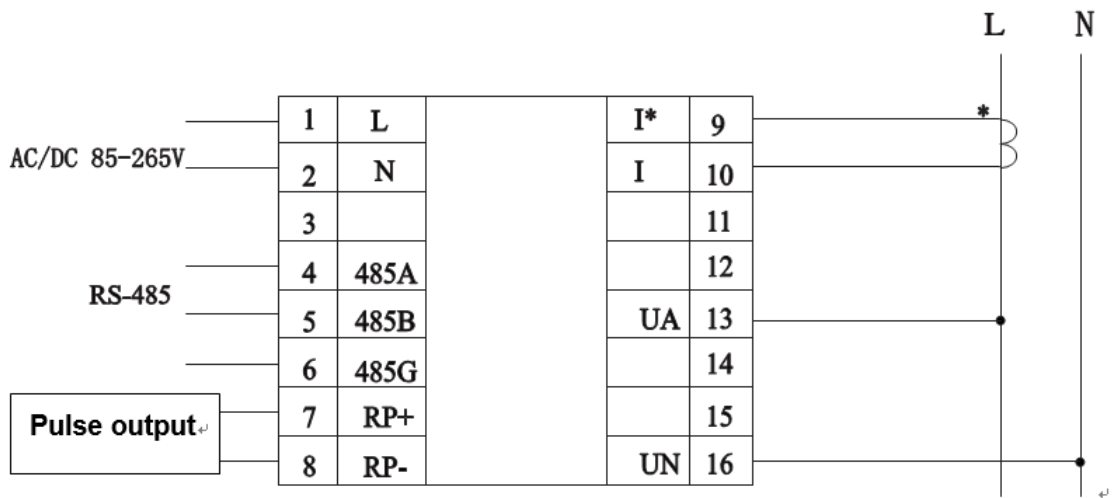 L N
1 L I* 9 *
AC/DC 85-265V 2 N I 10
3 11
4 485A 12
RS-485
5 485B UA 13
6 485G 14
Pulse output 7 RP+ 15
8 RP- UN 16